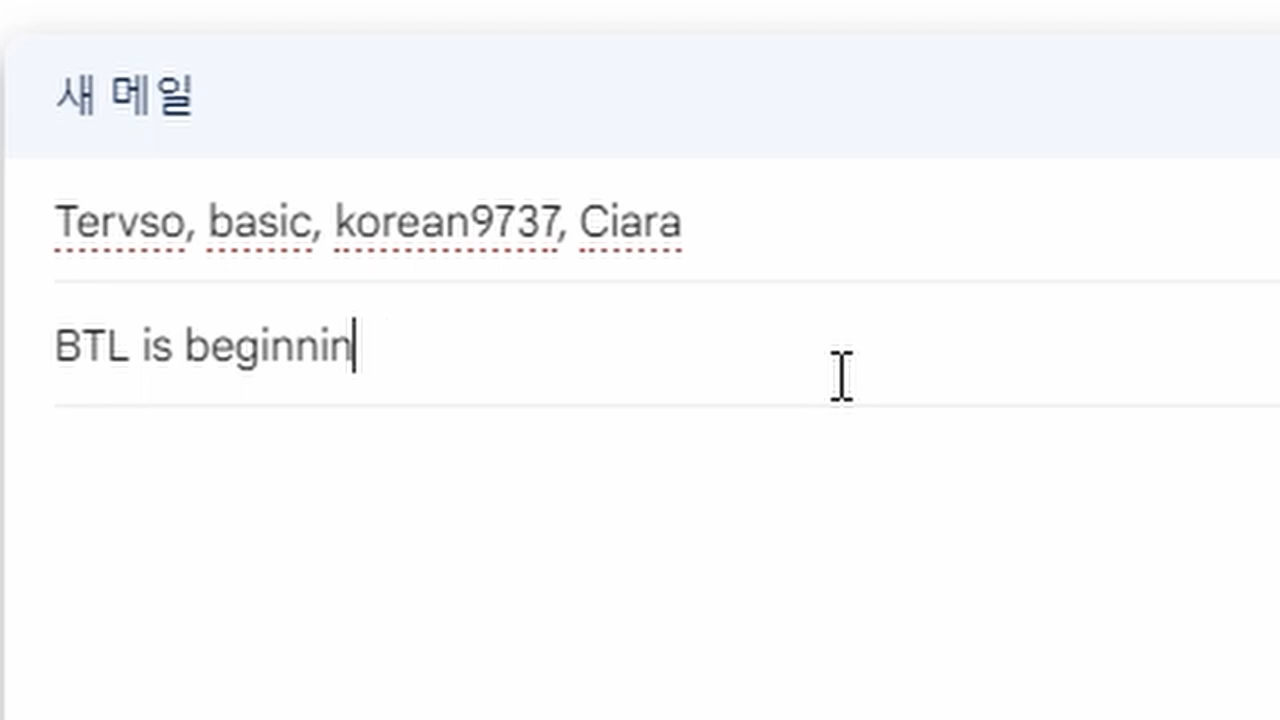 새 메일
Tervso, basic, korean9737, Ciara
BTL is beginnin